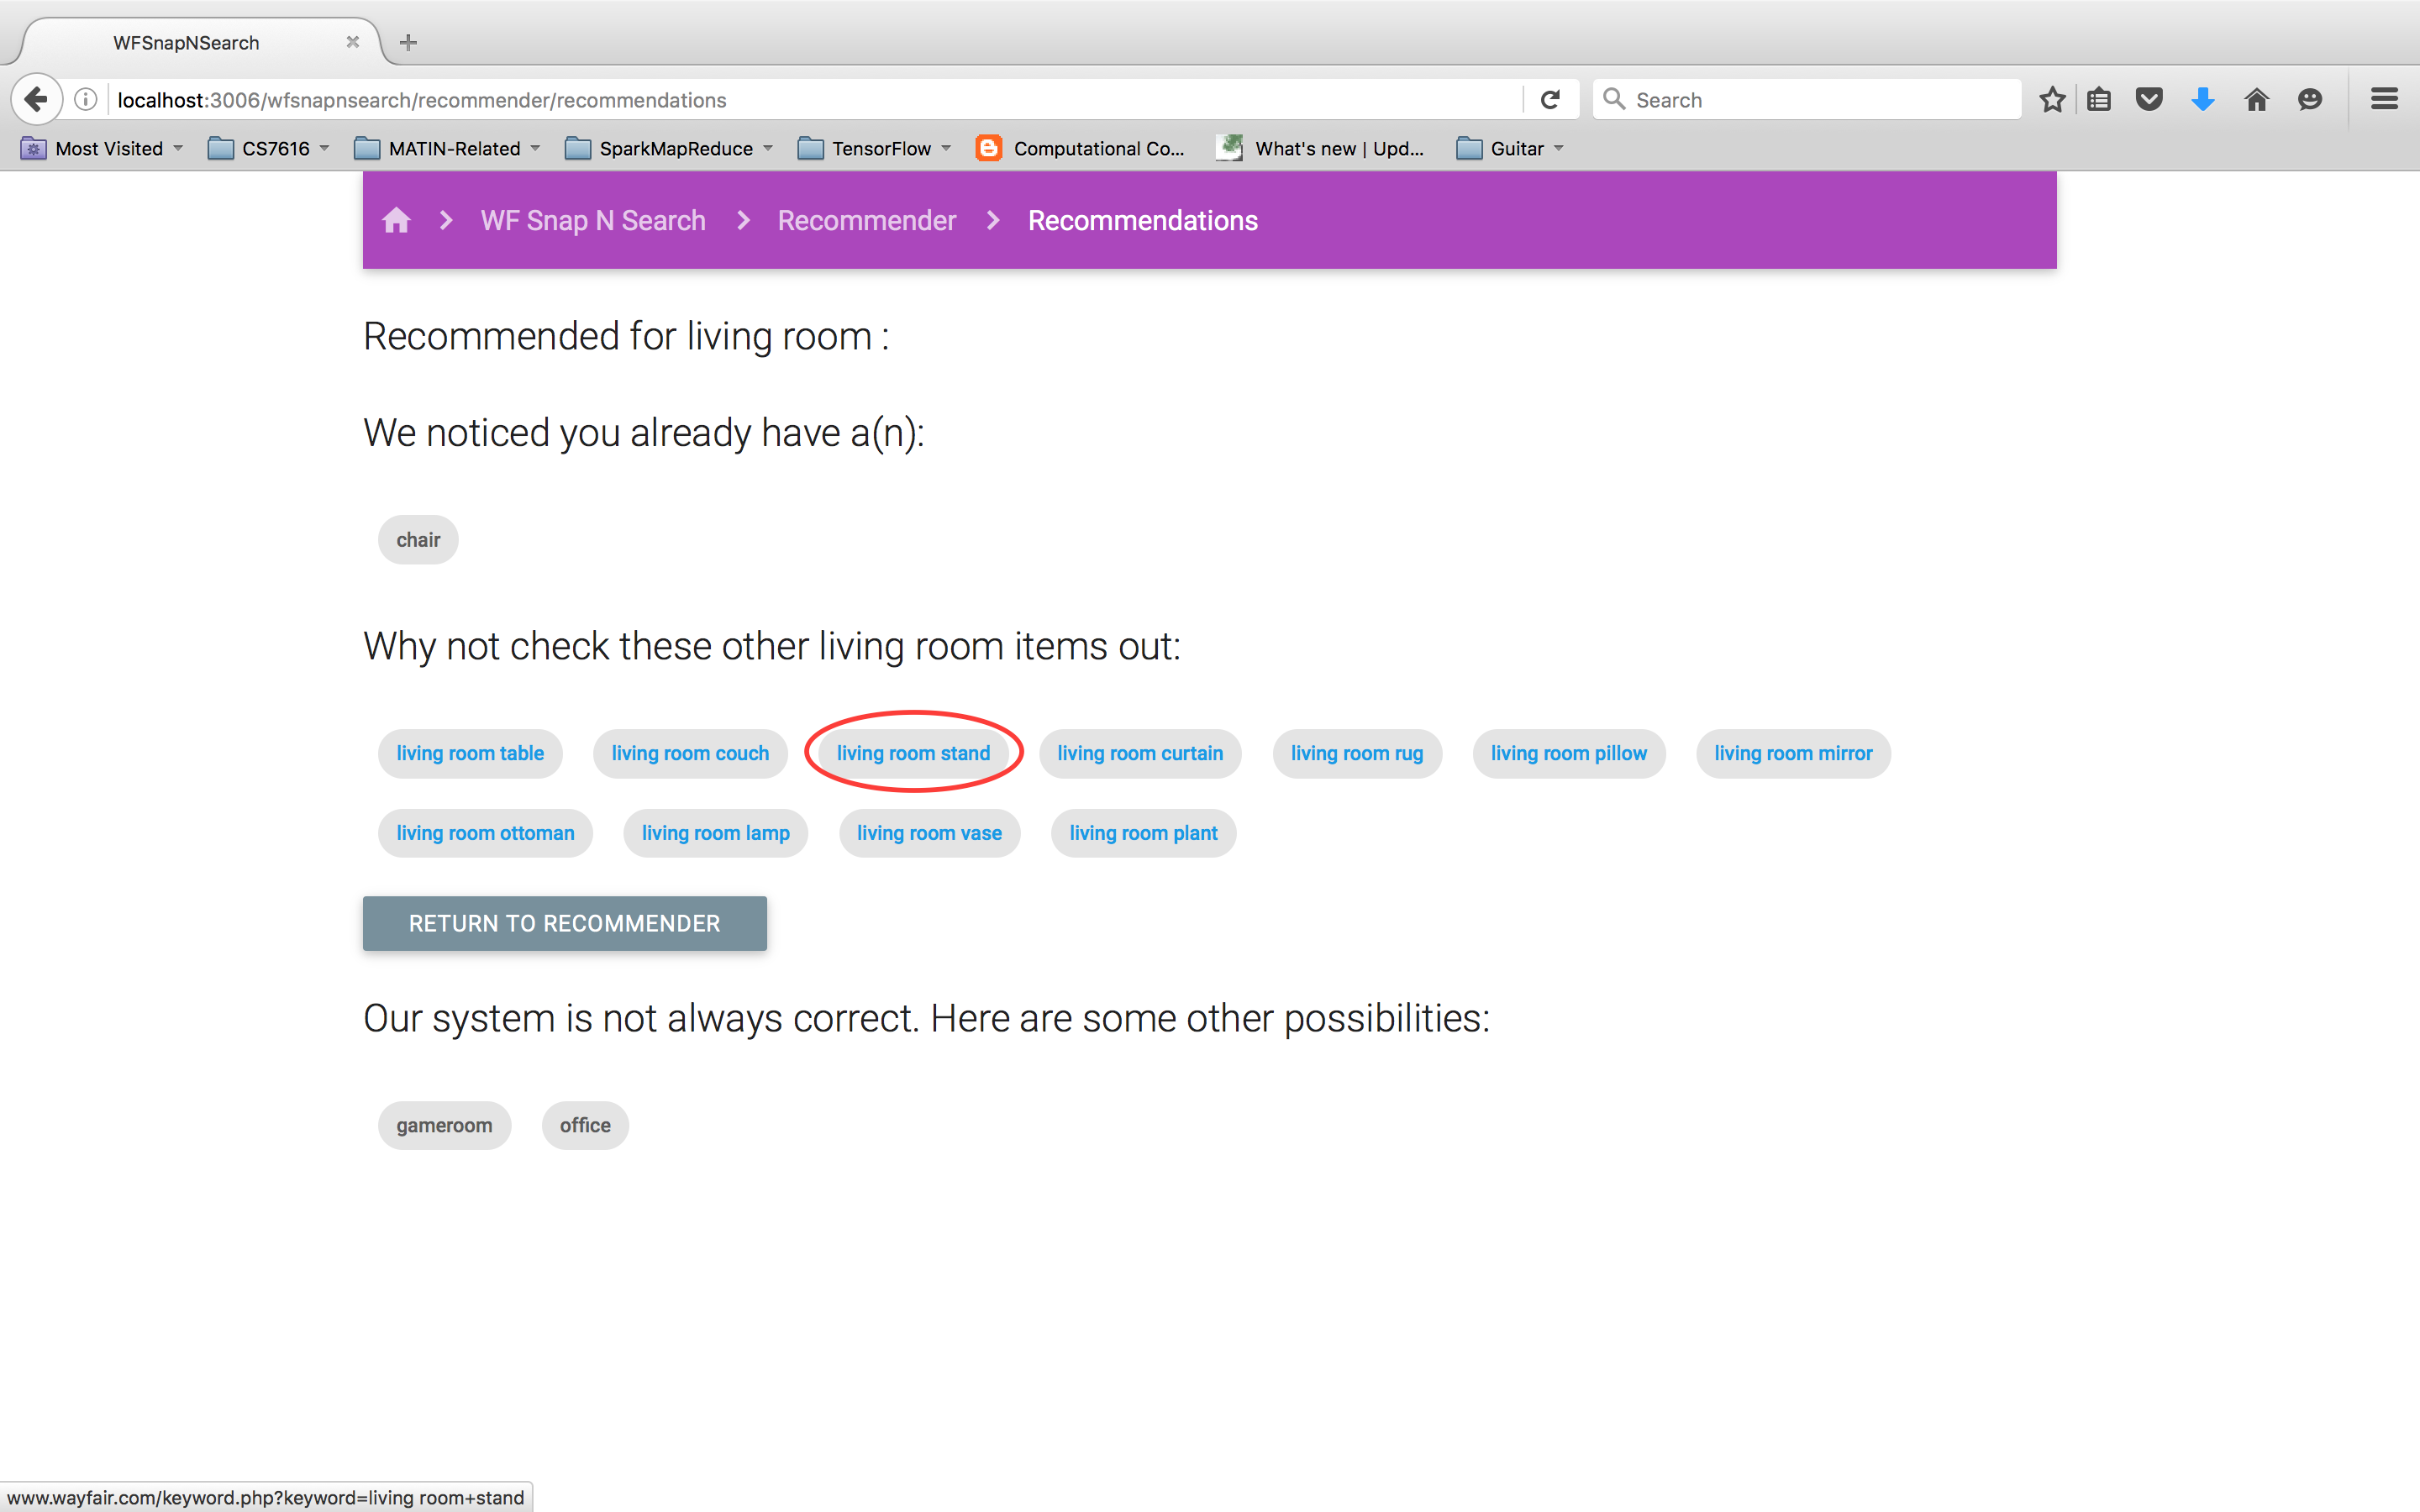 WFSnapNSearch
localhost:3006/wfsnapnsearch/recommender/recommendations
Search
Most Visited CS7616 MATIN-Related SparkMapReduce TensorFlow Computational Co... What's new | Upd... Guitar
WF Snap N Search Recommender Recommendations
Recommended for living room :
We noticed you already have a(n):
chair
Why not check these other living room items out:
living room table living room couch living room stand living room curtain living room rug living room pillow living room mirror
living room ottoman living room lamp living room vase living room plant
RETURN TO RECOMMENDER
Our system is not always correct. Here are some other possibilities:
gameroom office
www.wayfair.com/keyword.php?keyword=living room+stand